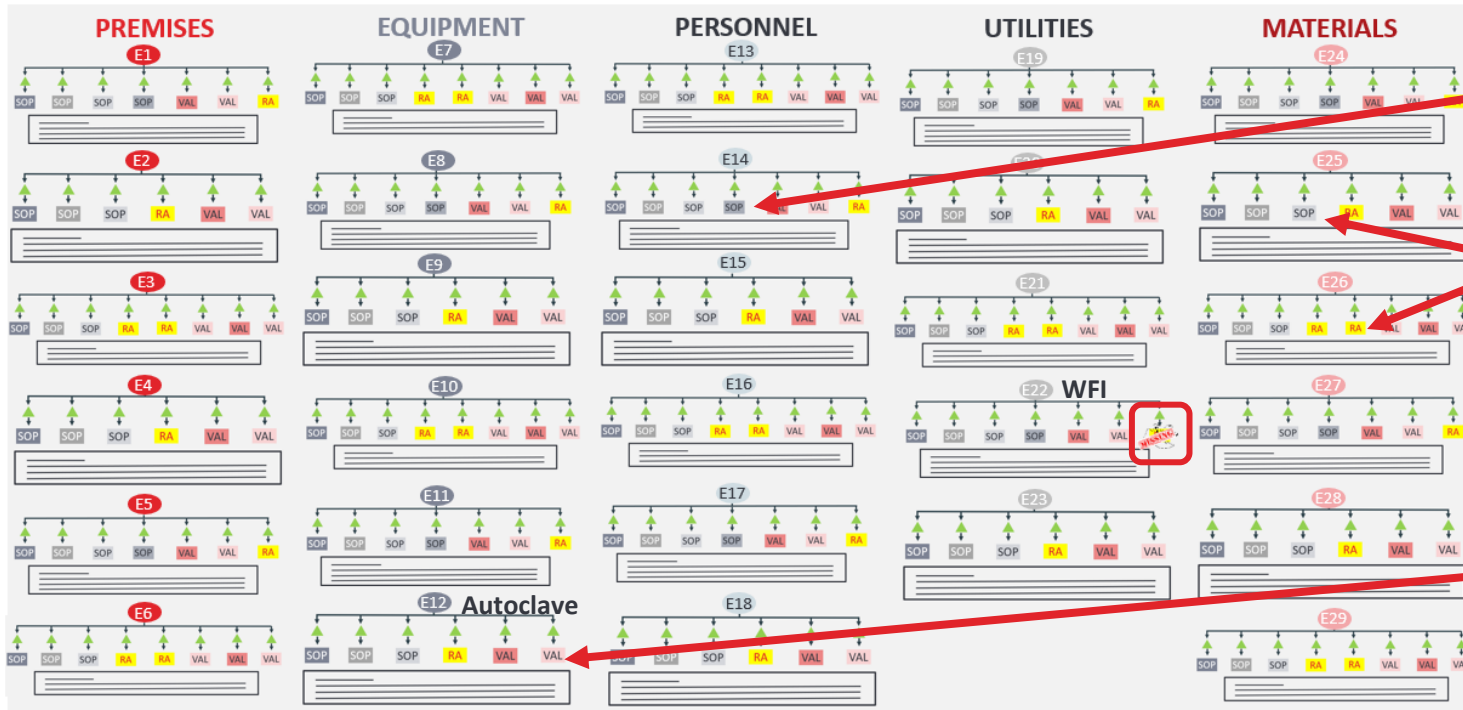 PREMISES
E1
SOP SOP SOP SOP VAL VAL RA
E2
SOP SOP SOP RA VAL VAL
E3
SOP SOP SOP RA RA VAL VAL VAL
E4
SOP SOP SOP RA VAL VAL
E5
SOP SOP SOP SOP VAL VAL RA
E6
SOP SOP SOP RA RA VAL VAL VAL
EQUIPMENT
E7
SOP SOP SOP RA RA VAL VAL VAL
E8
SOP SOP SOP SOP VAL VAL RA
E9
SOP SOP SOP RA VAL VAL
E10
SOP SOP SOP RA RA VAL VAL VAL
E11
SOP SOP SOP SOP VAL VAL RA
E12 Autoclave
SOP SOP SOP RA VAL VAL
PERSONNEL
E13
SOP SOP SOP RA RA VAL VAL VAL
E14
SOP SOP SOP SOP VAL RA
E15
SOP SOP SOP RA VAL VAL
E16
SOP SOP SOP RA RA VAL VAL VAL
E17
SOP SOP SOP SOP VAL VAL RA
E18
SOP SOP SOP RA VAL VAL
UTILITIES
E19
SOP SOP SOP SOP VAL VAL RA
SOP SOP SOP RA VAL VAL
E21
SOP SOP SOP RA RA VAL VAL VAL
E22 WFI
SOP SOP SOP SOP VAL VAL MISSING
E23
SOP SOP SOP RA VAL VAL
MATERIALS
E24
SOP SOP SOP SOP VAL
E25
SOP SOP SOP RA VAL VAL
E26
SOP SOP SOP RA RA VAL
E27
SOP SOP SOP SOP VAL VAL RA
E28
SOP SOP SOP RA VAL VAL
E29
SOP SOP SOP RA RA VAL VAL